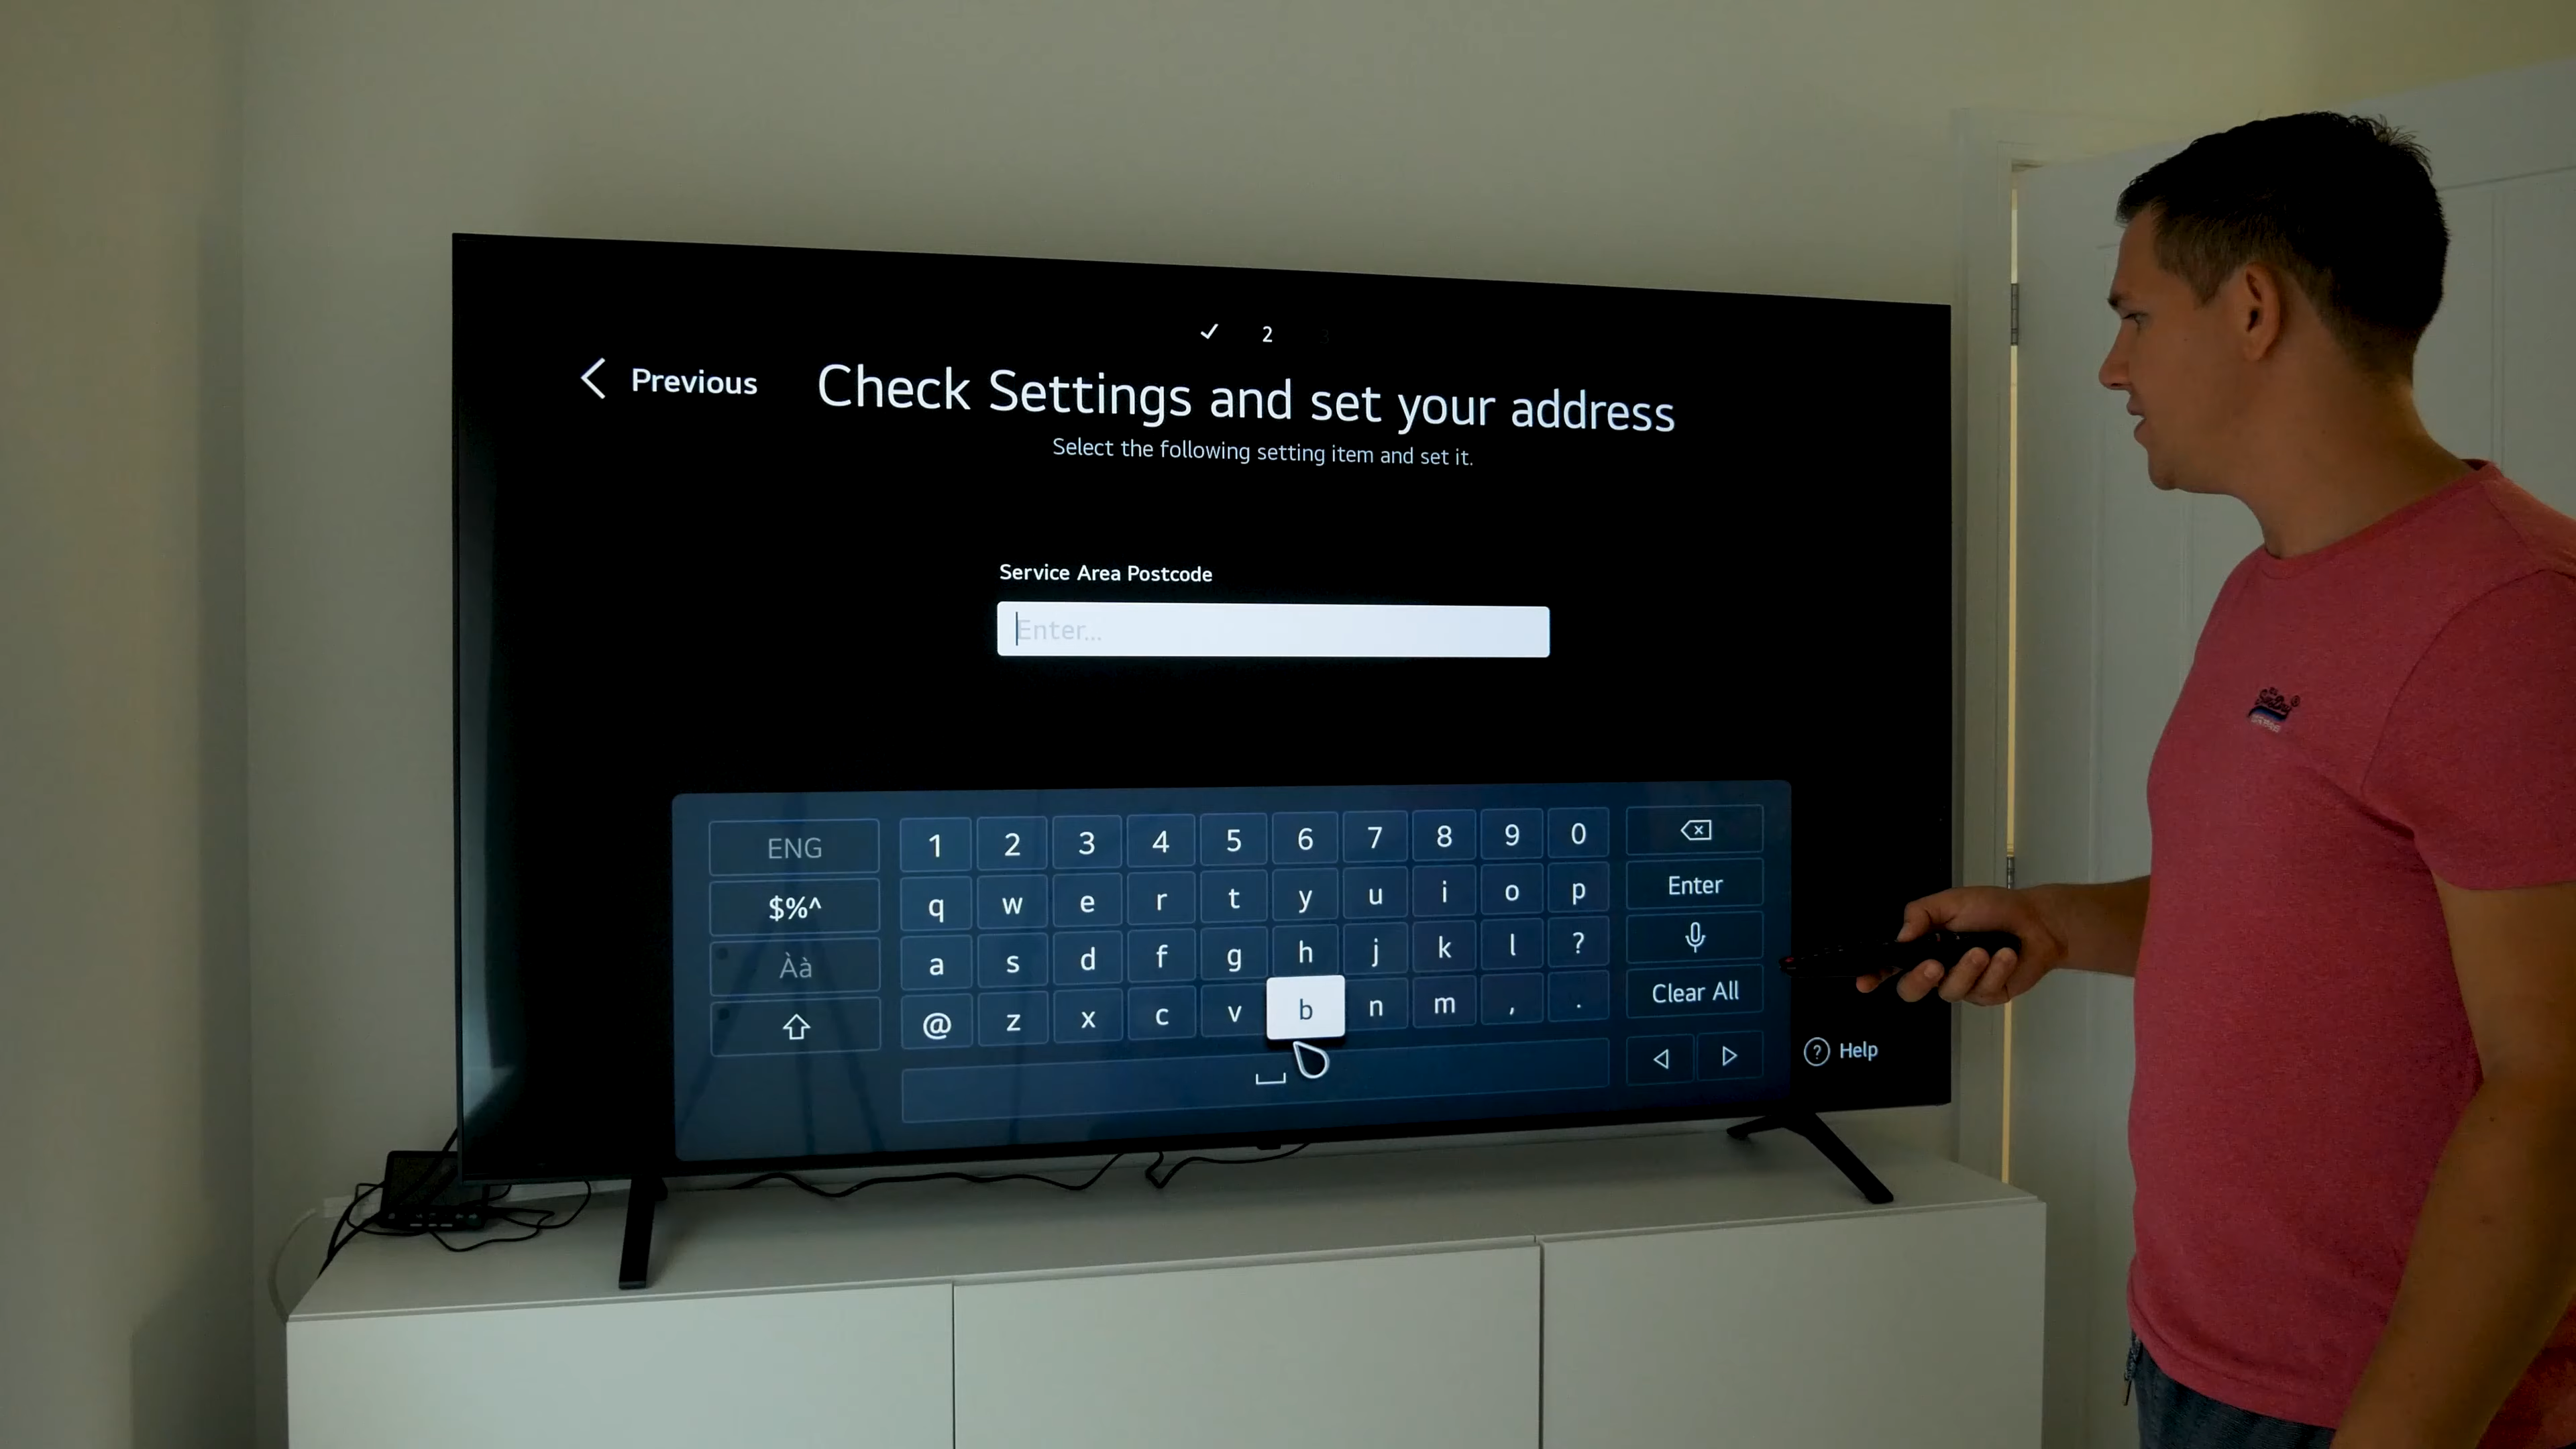 ✓ 2 3
Previous
Check Settings and set your address
Select the following setting item and set it.
Service Area Postcode
Enter...
ENG 1 2 3 4 5 6 7 8 9 0
$%^ q w e r t y u i o p Enter
Àà a s d f g h j k l ?
@ z x c v b n m , . Clear All
? Help